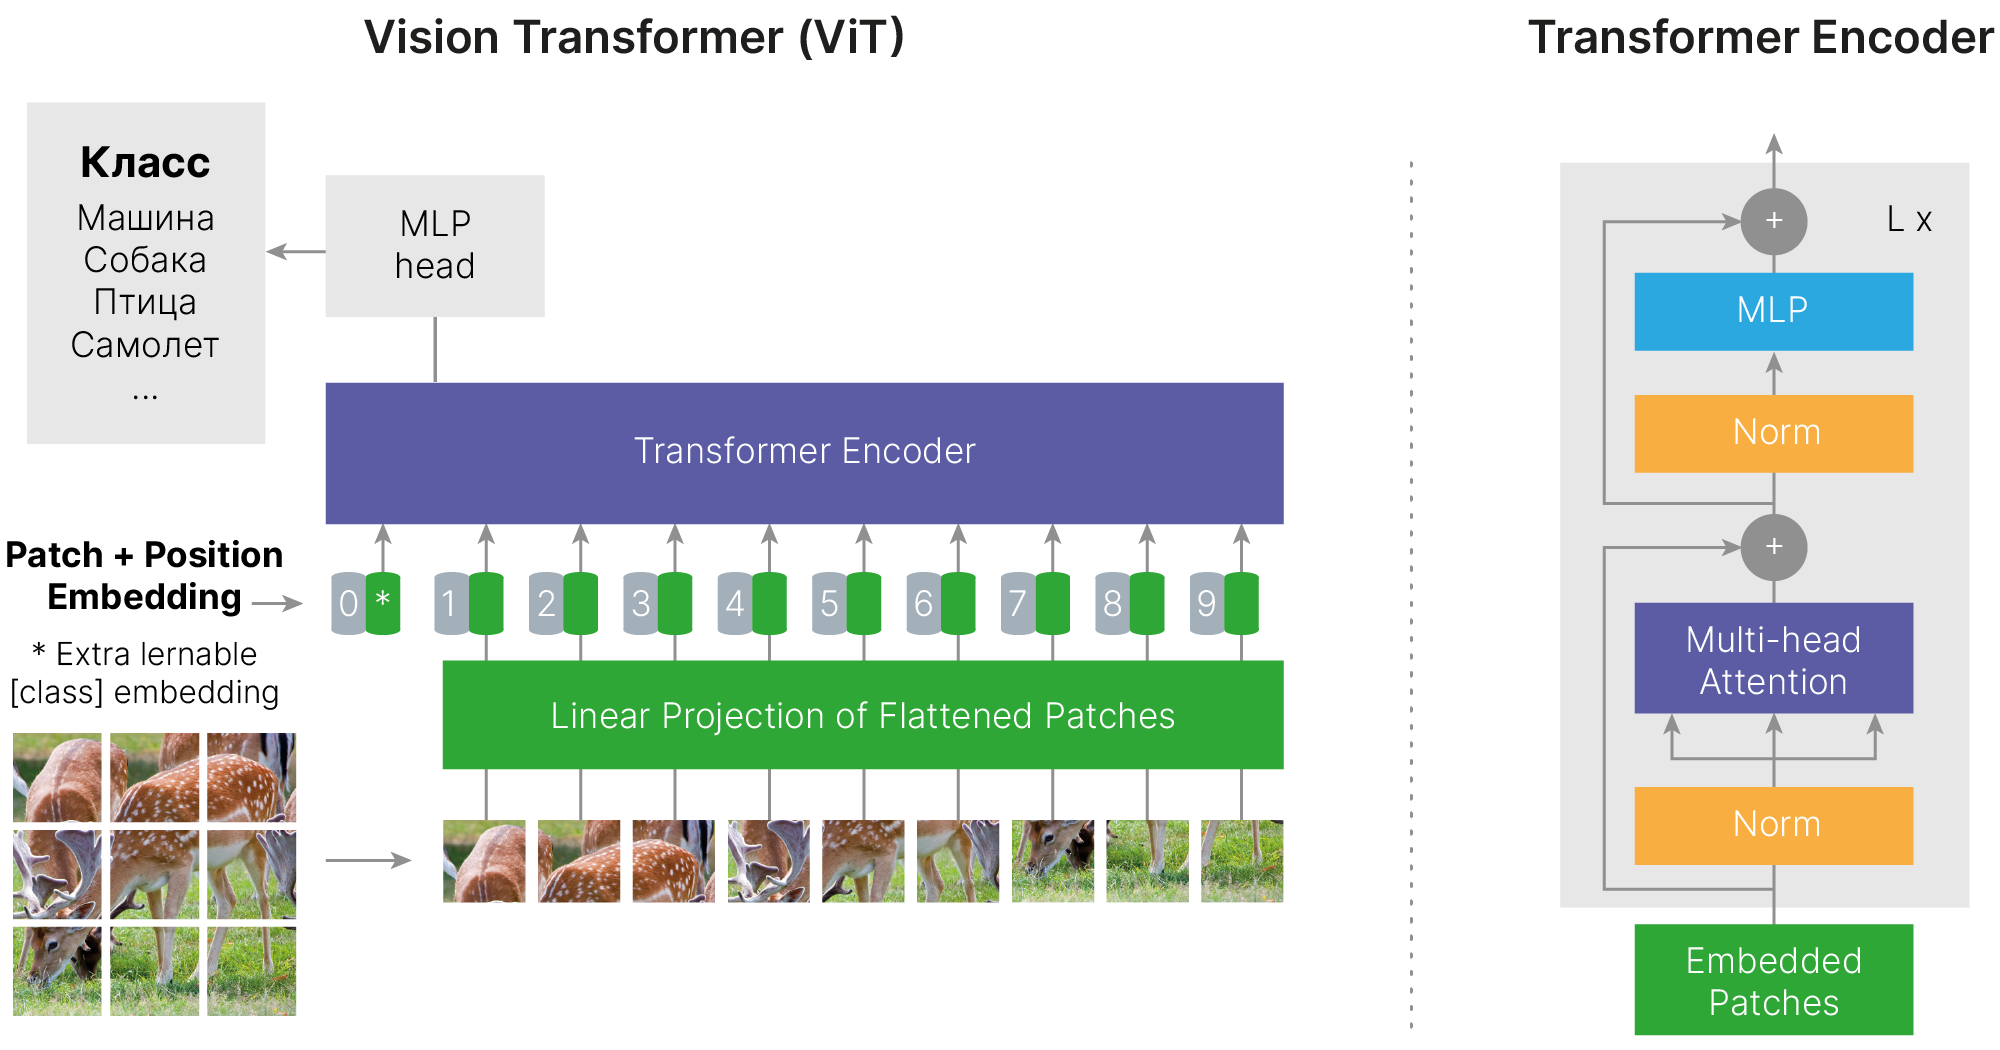 Vision Transformer (ViT)
Класс
Машина
Собака
Птица
Самолет
...
MLP
head
Transformer Encoder
Patch + Position
Embedding
* Extra lernable
[class] embedding
0 * 1 2 3 4 5 6 7 8 9
Linear Projection of Flattened Patches
Transformer Encoder
L x
+
MLP
Norm
+
Multi-head
Attention
Norm
Embedded
Patches